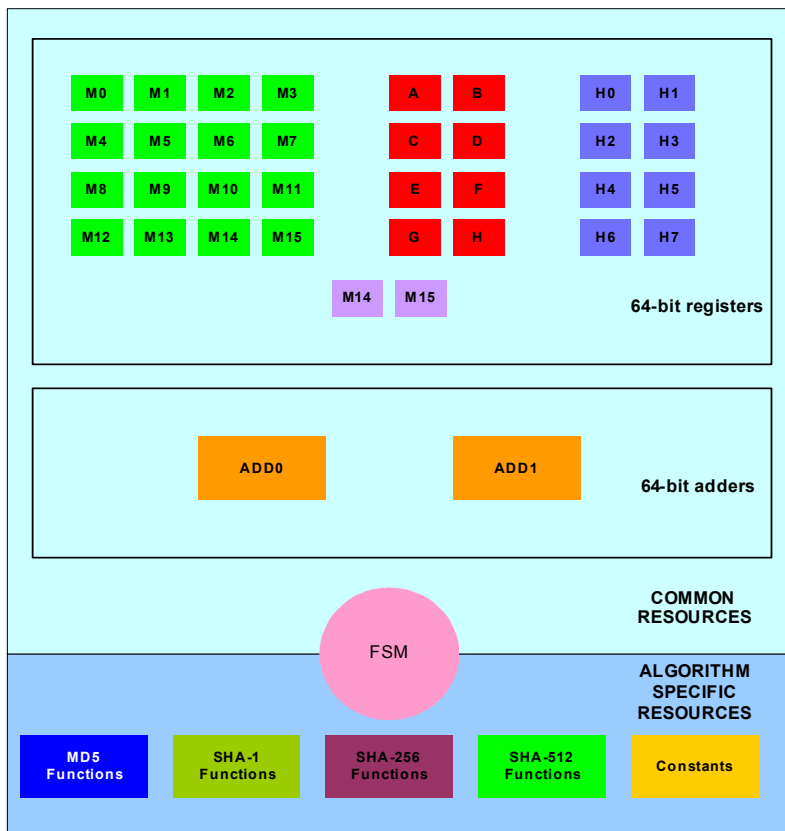 M0 M1 M2 M3 A B H0 H1
M4 M5 M6 M7 C D H2 H3
M8 M9 M10 M11 E F H4 H5
M12 M13 M14 M15 G H H6 H7
M14 M15
64-bit registers
ADD0 ADD1
64-bit adders
COMMON
RESOURCES
FSM
ALGORITHM
SPECIFIC
RESOURCES
MD5
Functions
SHA-1
Functions
SHA-256
Functions
SHA-512
Functions
Constants